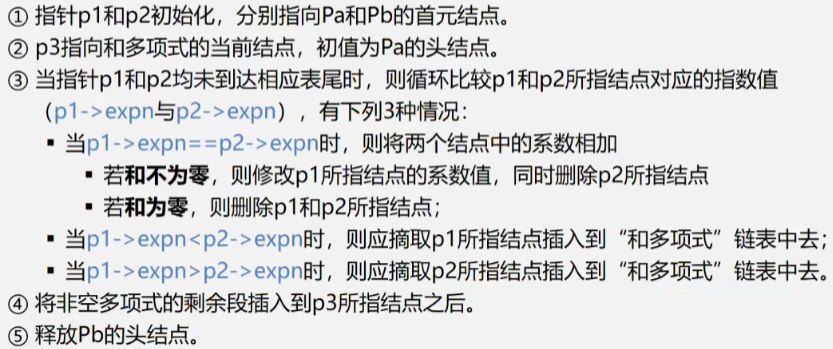 ① 指针p1和p2初始化，分别指向Pa和Pb的首元结点。
② p3指向和多项式的当前结点，初值为Pa的头结点。
③ 当指针p1和p2均未到达相应表尾时，则循环比较p1和p2所指结点对应的指数值
（p1->expn与p2->expn），有下列3种情况：
▪ 当p1->expn==p2->expn时，则将两个结点中的系数相加
▪ 若和不为零，则修改p1所指结点的系数值，同时删除p2所指结点
▪ 若和为零，则删除p1和p2所指结点；
▪ 当p1->expn<p2->expn时，则应摘取p1所指结点插入到“和多项式”链表中去；
▪ 当p1->expn>p2->expn时，则应摘取p2所指结点插入到“和多项式”链表中去。
④ 将非空多项式的剩余段插入到p3所指结点之后。
⑤ 释放Pb的头结点。